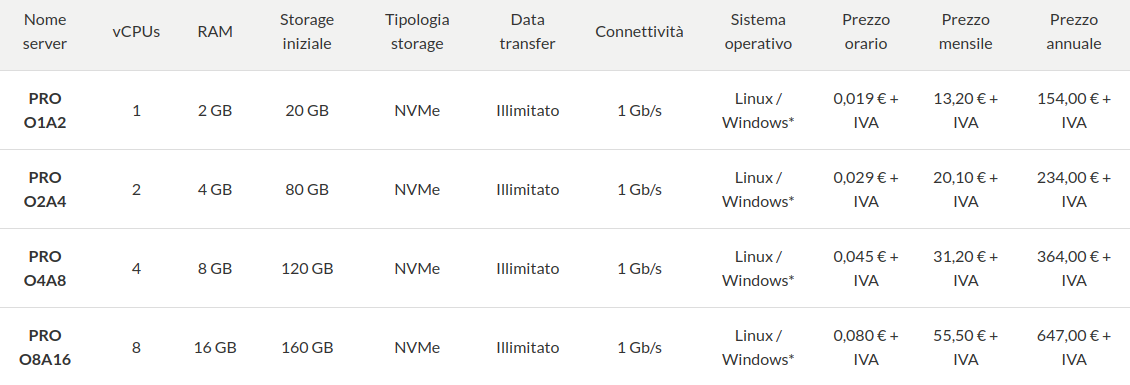 Nome server
vCPUs
RAM
Storage iniziale
Tipologia storage
Data transfer
Connettività
Sistema operativo
Prezzo orario
Prezzo mensile
Prezzo annuale
PRO O1A2
1
2 GB
20 GB
NVMe
Illimitato
1 Gb/s
Linux / Windows*
0,019 € + IVA
13,20 € + IVA
154,00 € + IVA
PRO O2A4
2
4 GB
80 GB
NVMe
Illimitato
1 Gb/s
Linux / Windows*
0,029 € + IVA
20,10 € + IVA
234,00 € + IVA
PRO O4A8
4
8 GB
120 GB
NVMe
Illimitato
1 Gb/s
Linux / Windows*
0,045 € + IVA
31,20 € + IVA
364,00 € + IVA
PRO O8A16
8
16 GB
160 GB
NVMe
Illimitato
1 Gb/s
Linux / Windows*
0,080 € + IVA
55,50 € + IVA
647,00 € + IVA